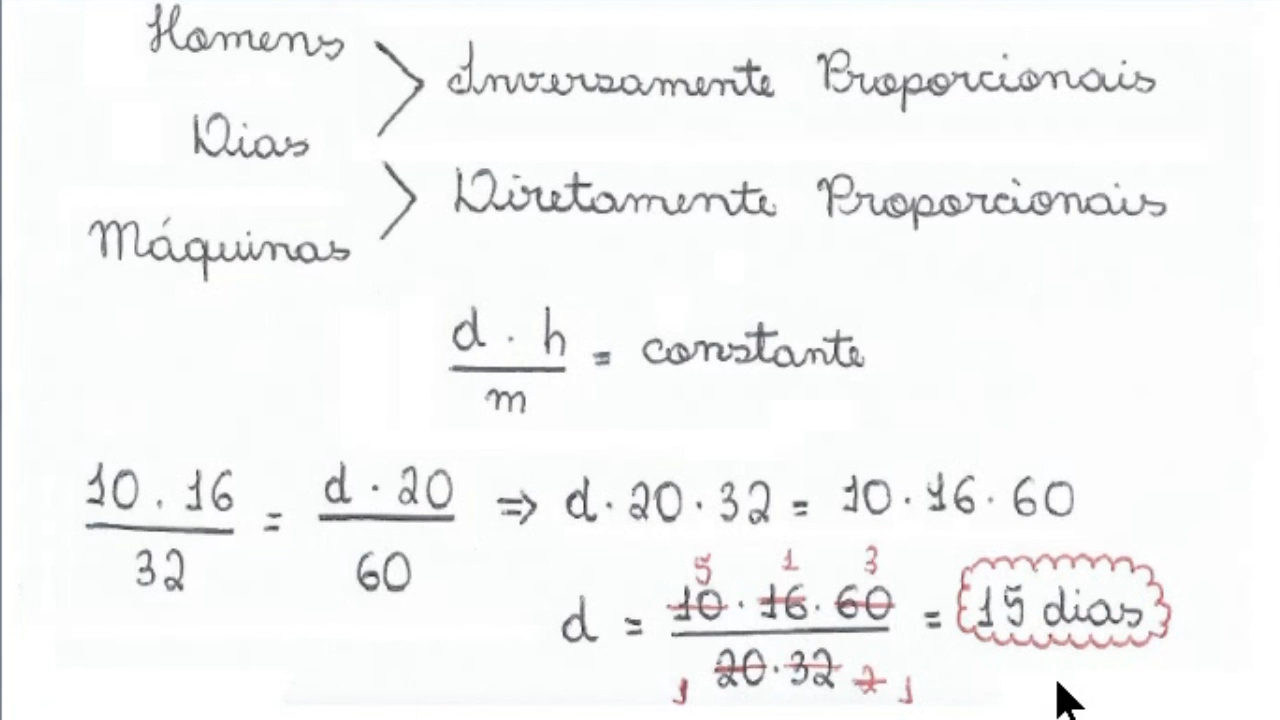 Homens
Inversamente Proporcionais
Dias
Diretamente Proporcionais
Máquinas
d . h
= constante
m
10 . 16 = d . 20 ⇒ d . 20 . 32 = 10 . 16 . 60
32 60
5 1 3
d = 10 . 16 . 60 = 15 dias
1 20 . 32 2 1